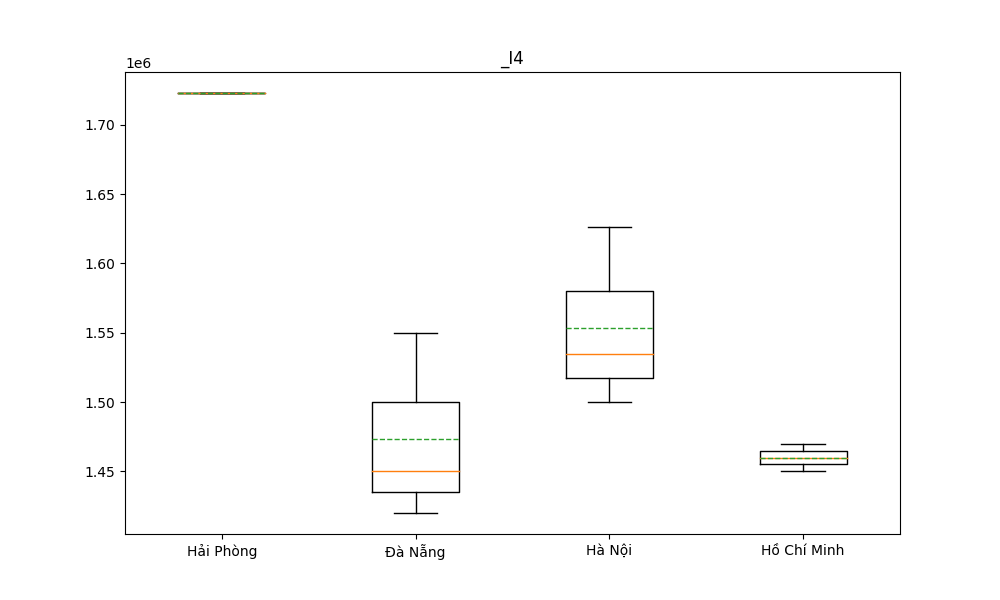 _l4
1e6
1.70
1.65
1.60
1.55
1.50
1.45
Hải Phòng
Đà Nẵng
Hà Nội
Hồ Chí Minh